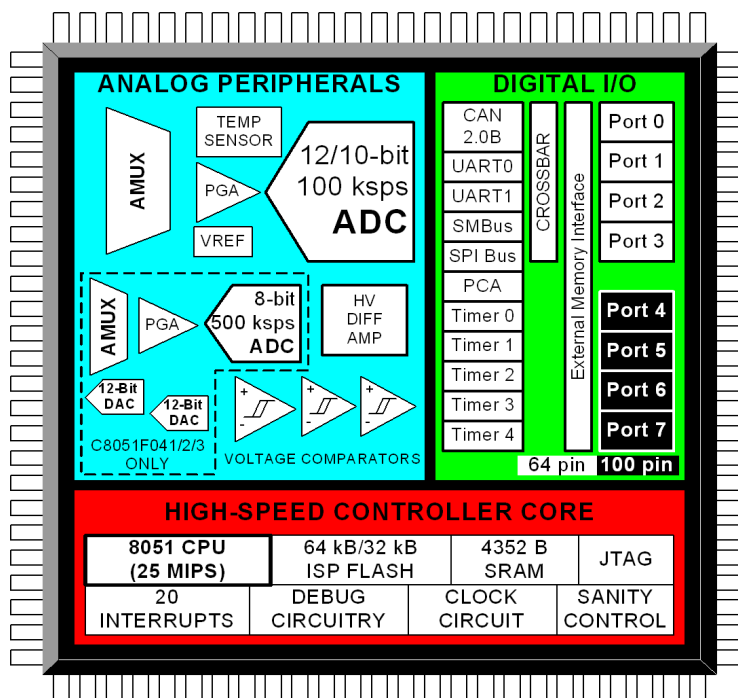 ANALOG PERIPHERALS
AMUX
TEMP
SENSOR
PGA
VREF
12/10-bit
100 ksps
ADC
AMUX
PGA
8-bit
500 ksps
ADC
HV
DIFF
AMP
12-Bit
DAC
12-Bit
DAC
+
-
+
-
+
-
C8051F041/2/3
ONLY
VOLTAGE COMPARATORS
DIGITAL I/O
CAN
2.0B
UART0
UART1
SMBus
SPI Bus
PCA
Timer 0
Timer 1
Timer 2
Timer 3
Timer 4
CROSSBAR
External Memory Interface
Port 0
Port 1
Port 2
Port 3
Port 4
Port 5
Port 6
Port 7
64 pin 100 pin
HIGH-SPEED CONTROLLER CORE
8051 CPU
(25 MIPS)
64 kB/32 kB
ISP FLASH
4352 B
SRAM
JTAG
20
INTERRUPTS
DEBUG
CIRCUITRY
CLOCK
CIRCUIT
SANITY
CONTROL